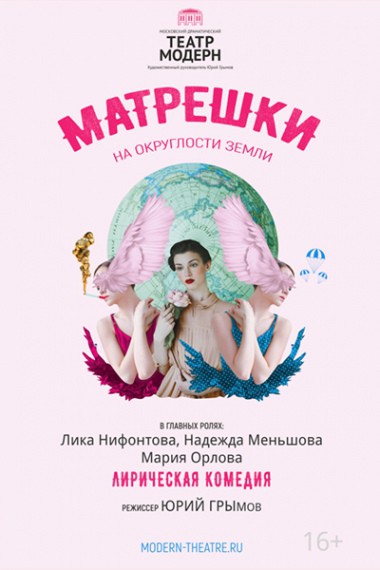 МОСКОВСКИЙ ДРАМАТИЧЕСКИЙ
ТЕАТР
МОДЕРН
Художественный руководитель Юрий Грымов
МАТРЕШКИ
НА ОКРУГЛОСТИ ЗЕМЛИ
В ГЛАВНЫХ РОЛЯХ:
Лика Нифонтова, Надежда Меньшова
Мария Орлова
ЛИРИЧЕСКАЯ КОМЕДИЯ
РЕЖИССЕР ЮРИЙ ГРЫМОВ
16+
MODERN-THEATRE.RU